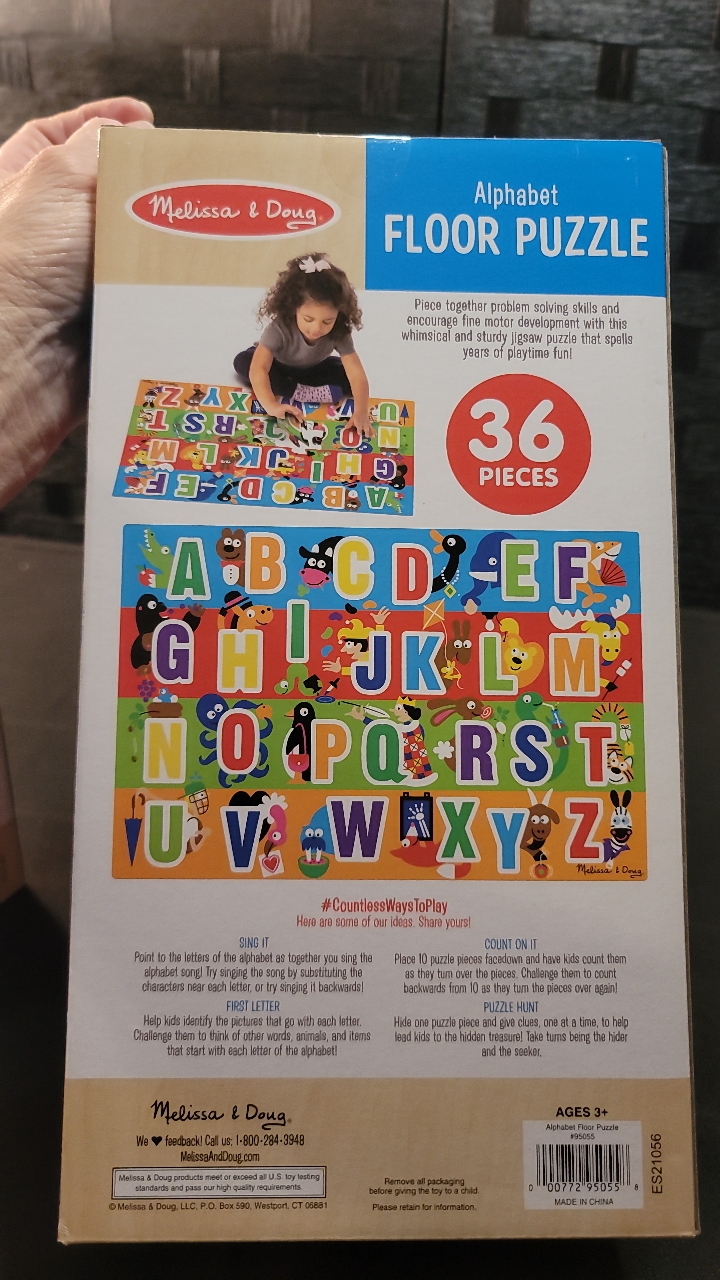 Melissa & Doug
Alphabet
FLOOR PUZZLE
Piece together problem solving skills and
encourage fine motor development with this
whimsical and sturdy jigsaw puzzle that spells
years of playtime fun!
36
PIECES
A B C D E F
G H I J K L M
N O P Q R S T
U V W X Y Z
Melissa & Doug
#CountlessWaysToPlay
Here are some of our ideas. Share yours!
SING IT
Point to the letters of the alphabet as together you sing the
alphabet song! Try singing the song by substituting the
characters near each letter, or try singing it backwards!
FIRST LETTER
Help kids identify the pictures that go with each letter.
Challenge them to think of other words, animals, and items
that start with each letter of the alphabet!
COUNT ON IT
Place 10 puzzle pieces facedown and have kids count them
as they turn over the pieces. Challenge them to count
backwards from 10 as they turn the pieces over again!
PUZZLE HUNT
Hide one puzzle piece and give clues, one at a time, to help
lead kids to the hidden treasure! Take turns being the hider
and the seeker.
Melissa & Doug
We ♥ feedback! Call us: 1-800-284-3948
MelissaAndDoug.com
Melissa & Doug products meet or exceed all U.S. toy testing
standards and pass our high quality requirements.
© Melissa & Doug, LLC, P.O. Box 590, Westport, CT 06881
Remove all packaging
before giving the toy to a child.
Please retain for information.
AGES 3+
Alphabet Floor Puzzle
#95055
0 00772 95055 8
MADE IN CHINA
ES21056